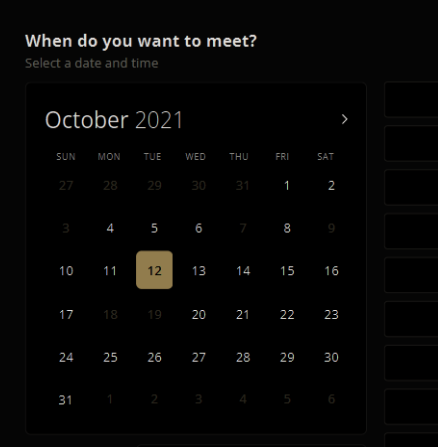 When do you want to meet?
Select a date and time
October 2021
SUN MON TUE WED THU FRI SAT
27 28 29 30 31 1 2
3 4 5 6 7 8 9
10 11 12 13 14 15 16
17 18 19 20 21 22 23
24 25 26 27 28 29 30
31 1 2 3 4 5 6